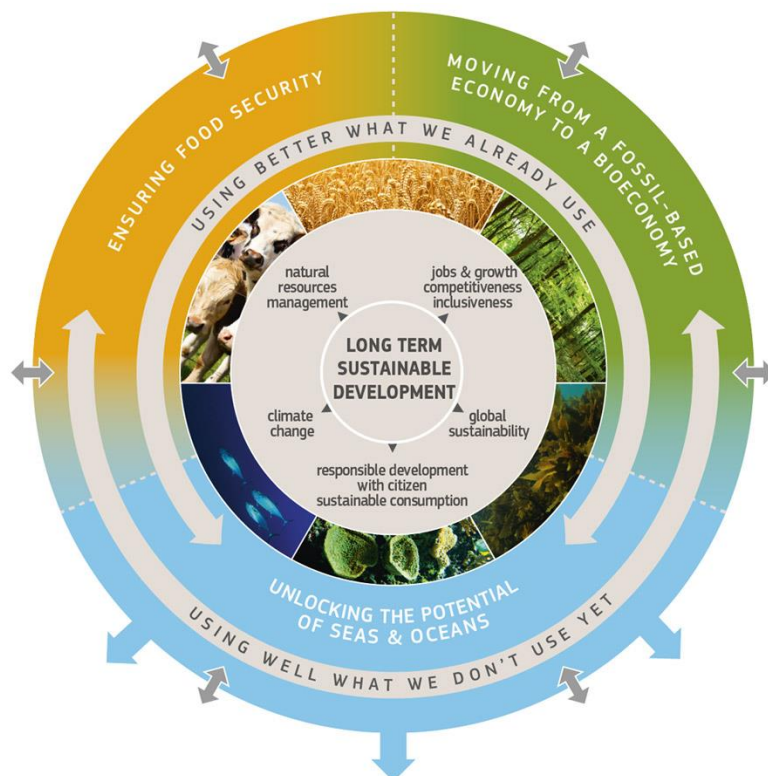 ENSURING FOOD SECURITY
MOVING FROM A FOSSIL-BASED
ECONOMY TO A BIOECONOMY
USING BETTER WHAT WE ALREADY USE
natural
resources
management
jobs & growth
competitiveness
inclusiveness
LONG TERM
SUSTAINABLE
DEVELOPMENT
climate
change
global
sustainability
responsible development
with citizen
sustainable consumption
UNLOCKING THE POTENTIAL
OF SEAS & OCEANS
USING WELL WHAT WE DON'T USE YET